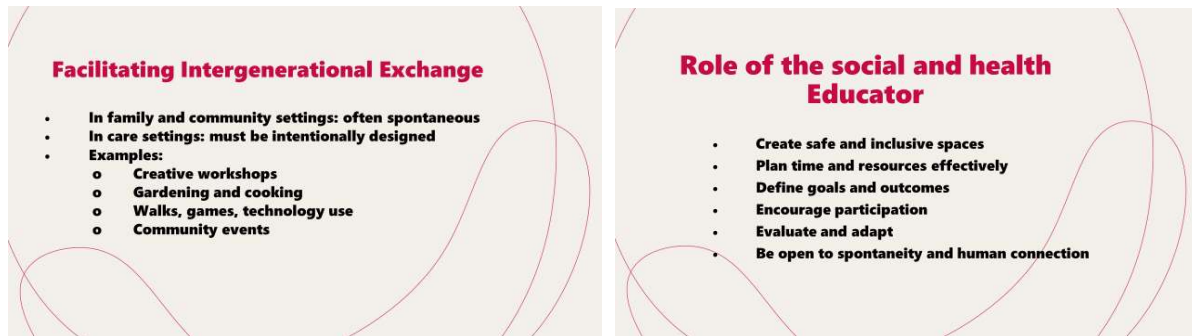 Facilitating Intergenerational Exchange
• In family and community settings: often spontaneous
• In care settings: must be intentionally designed
• Examples:
o Creative workshops
o Gardening and cooking
o Walks, games, technology use
o Community events
Role of the social and health
Educator
• Create safe and inclusive spaces
• Plan time and resources effectively
• Define goals and outcomes
• Encourage participation
• Evaluate and adapt
• Be open to spontaneity and human connection